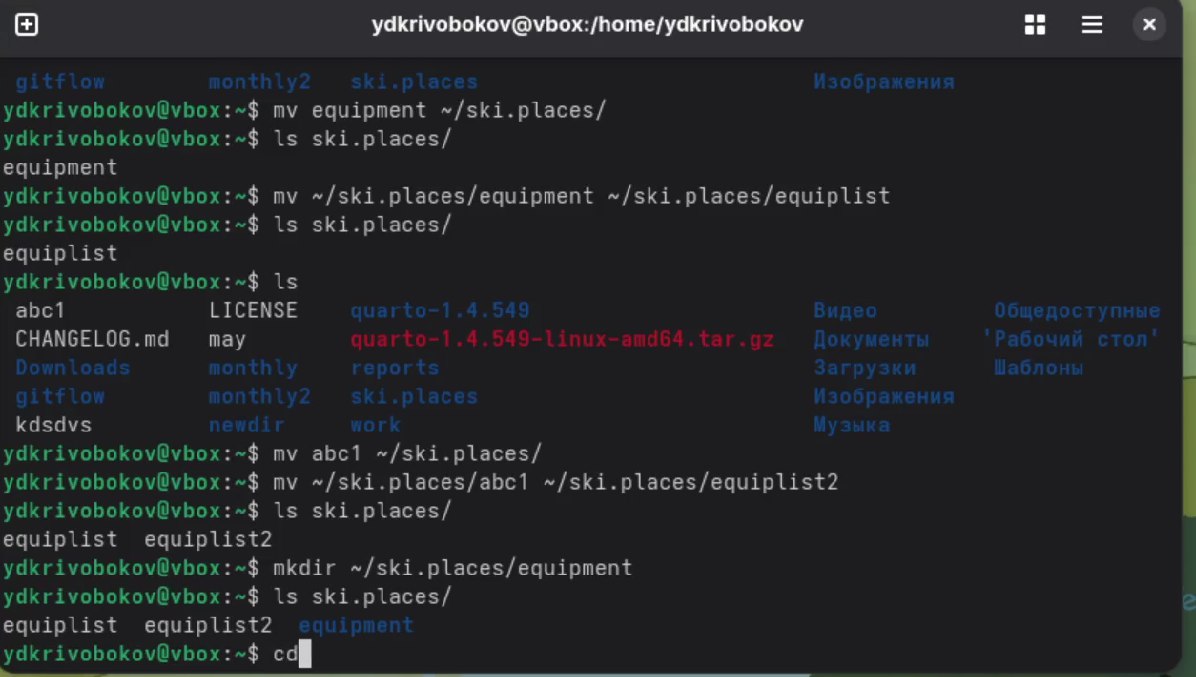 ydkrivobokov@vbox:/home/ydkrivobokov
gitflow monthly2 ski.places Изображения
ydkrivobokov@vbox:~$ mv equipment ~/ski.places/
ydkrivobokov@vbox:~$ ls ski.places/
equipment
ydkrivobokov@vbox:~$ mv ~/ski.places/equipment ~/ski.places/equiplist
ydkrivobokov@vbox:~$ ls ski.places/
equiplist
ydkrivobokov@vbox:~$ ls
abc1 LICENSE quarto-1.4.549 Видео Общедоступные
CHANGELOG.md may quarto-1.4.549-linux-amd64.tar.gz Документы 'Рабочий стол'
Downloads monthly reports Загрузки Шаблоны
gitflow monthly2 ski.places Изображения
kdsdvs newdir work Музыка
ydkrivobokov@vbox:~$ mv abc1 ~/ski.places/
ydkrivobokov@vbox:~$ mv ~/ski.places/abc1 ~/ski.places/equiplist2
ydkrivobokov@vbox:~$ ls ski.places/
equiplist equiplist2
ydkrivobokov@vbox:~$ mkdir ~/ski.places/equipment
ydkrivobokov@vbox:~$ ls ski.places/
equiplist equiplist2 equipment
ydkrivobokov@vbox:~$ cd